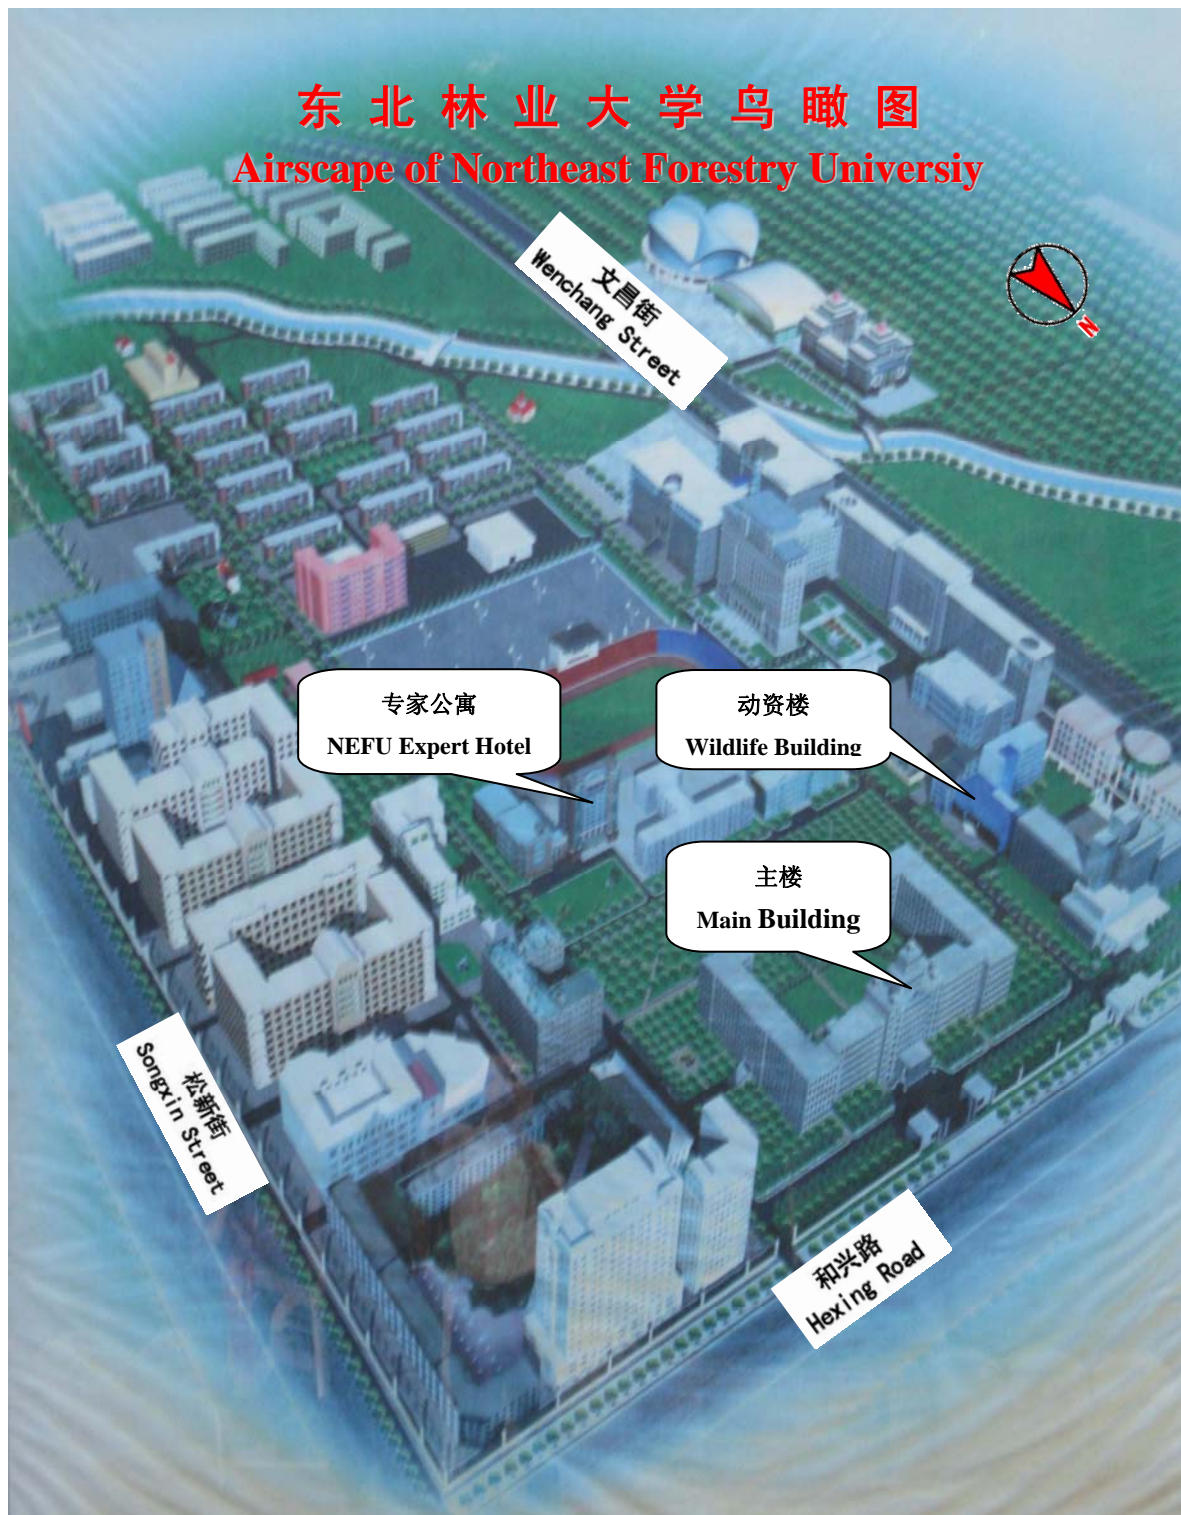 东北林业大学鸟瞰图
Airscape of Northeast Forestry Universiy
文昌街
Wenchang Street
N
专家公寓
NEFU Expert Hotel
动资楼
Wildlife Building
主楼
Main Building
松新街
Songxin Street
和兴路
Hexing Road